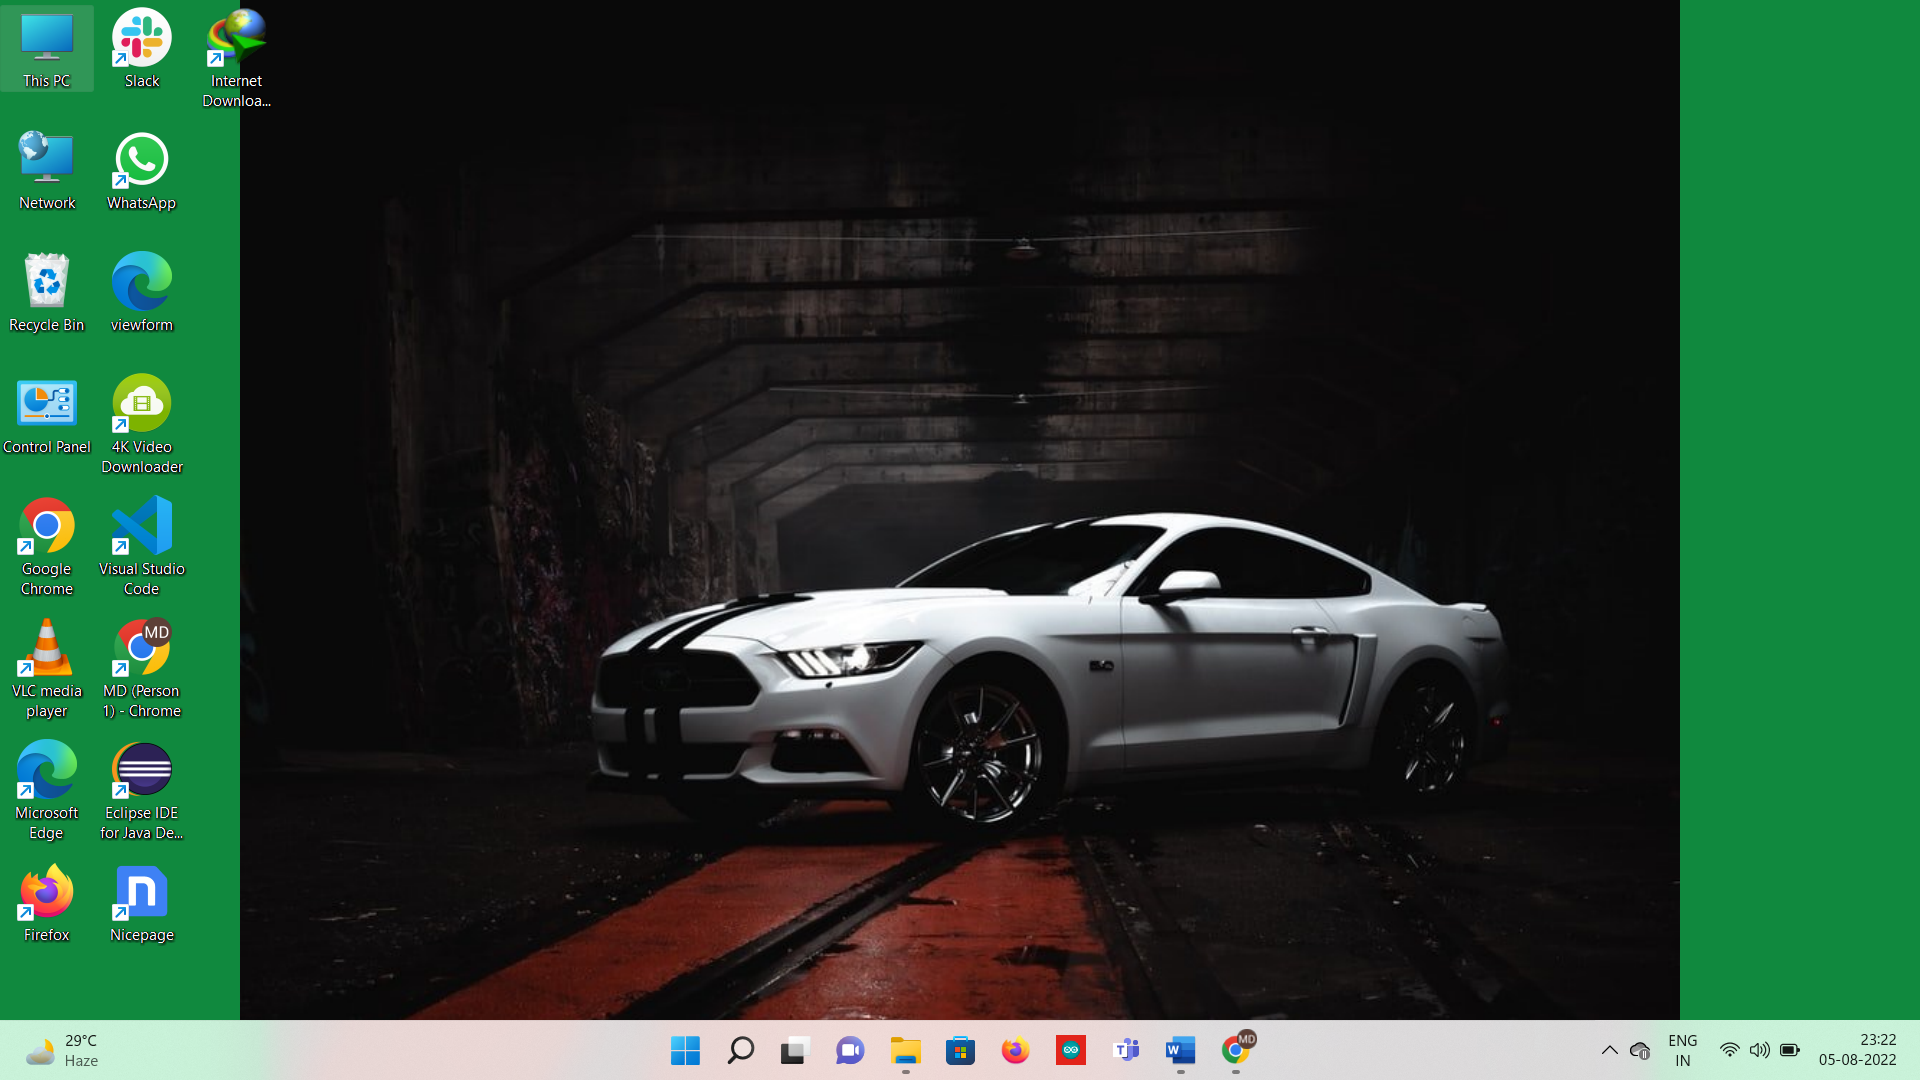 This PC
Slack
Internet
Downloa...
Network
WhatsApp
Recycle Bin
viewform
Control Panel
4K Video
Downloader
Google
Chrome
Visual Studio
Code
VLC media
player
MD
MD (Person
1) - Chrome
Microsoft
Edge
Eclipse IDE
for Java De...
Firefox
n
Nicepage
5.0
29°C
Haze
T
W
MD
ENG
IN
23:22
05-08-2022